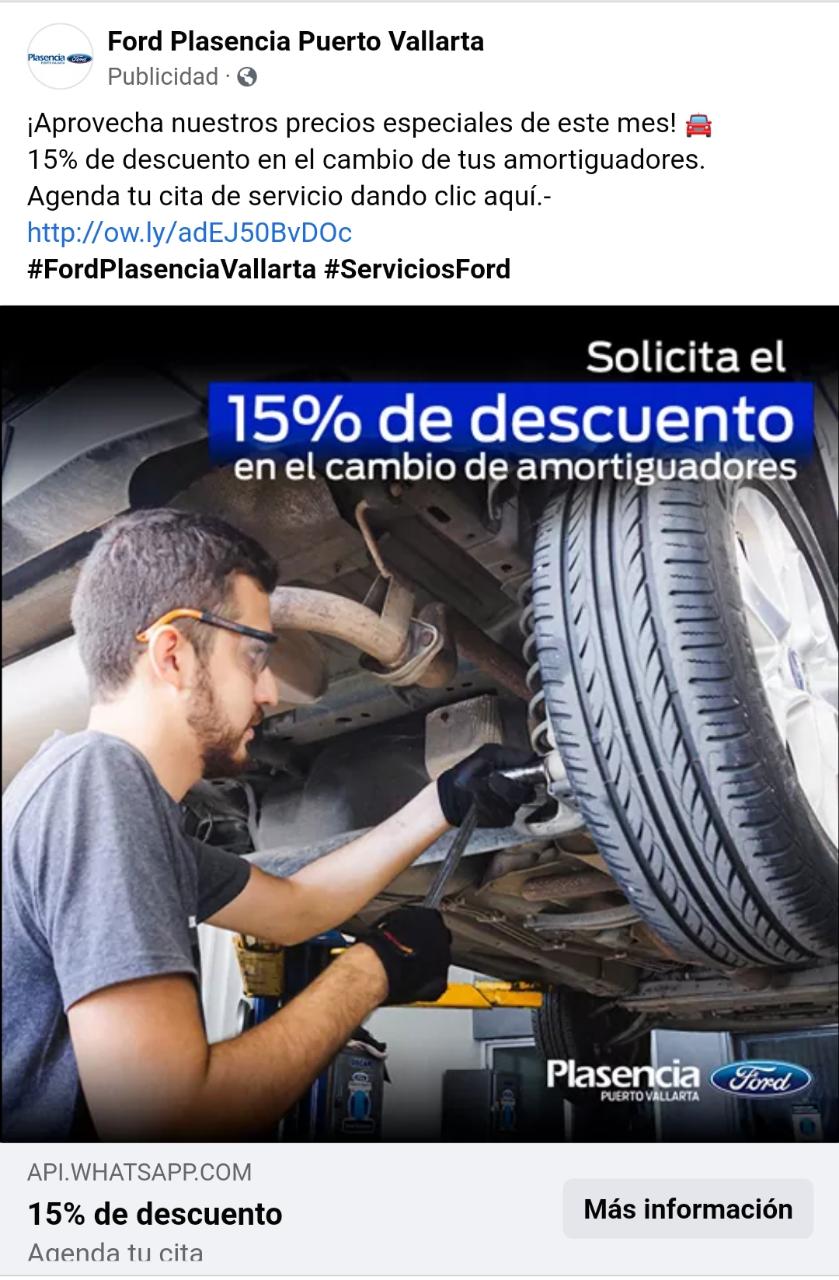 Ford Plasencia Puerto Vallarta
Publicidad ·
¡Aprovecha nuestros precios especiales de este mes! 🚘
15% de descuento en el cambio de tus amortiguadores.
Agenda tu cita de servicio dando clic aquí.-
http://ow.ly/adEJ50BvDOc
#FordPlasenciaVallarta #ServiciosFord
Solicita el
15% de descuento
en el cambio de amortiguadores
Plasencia Ford
PUERTO VALLARTA
API.WHATSAPP.COM
15% de descuento
Más información
Agenda tu cita